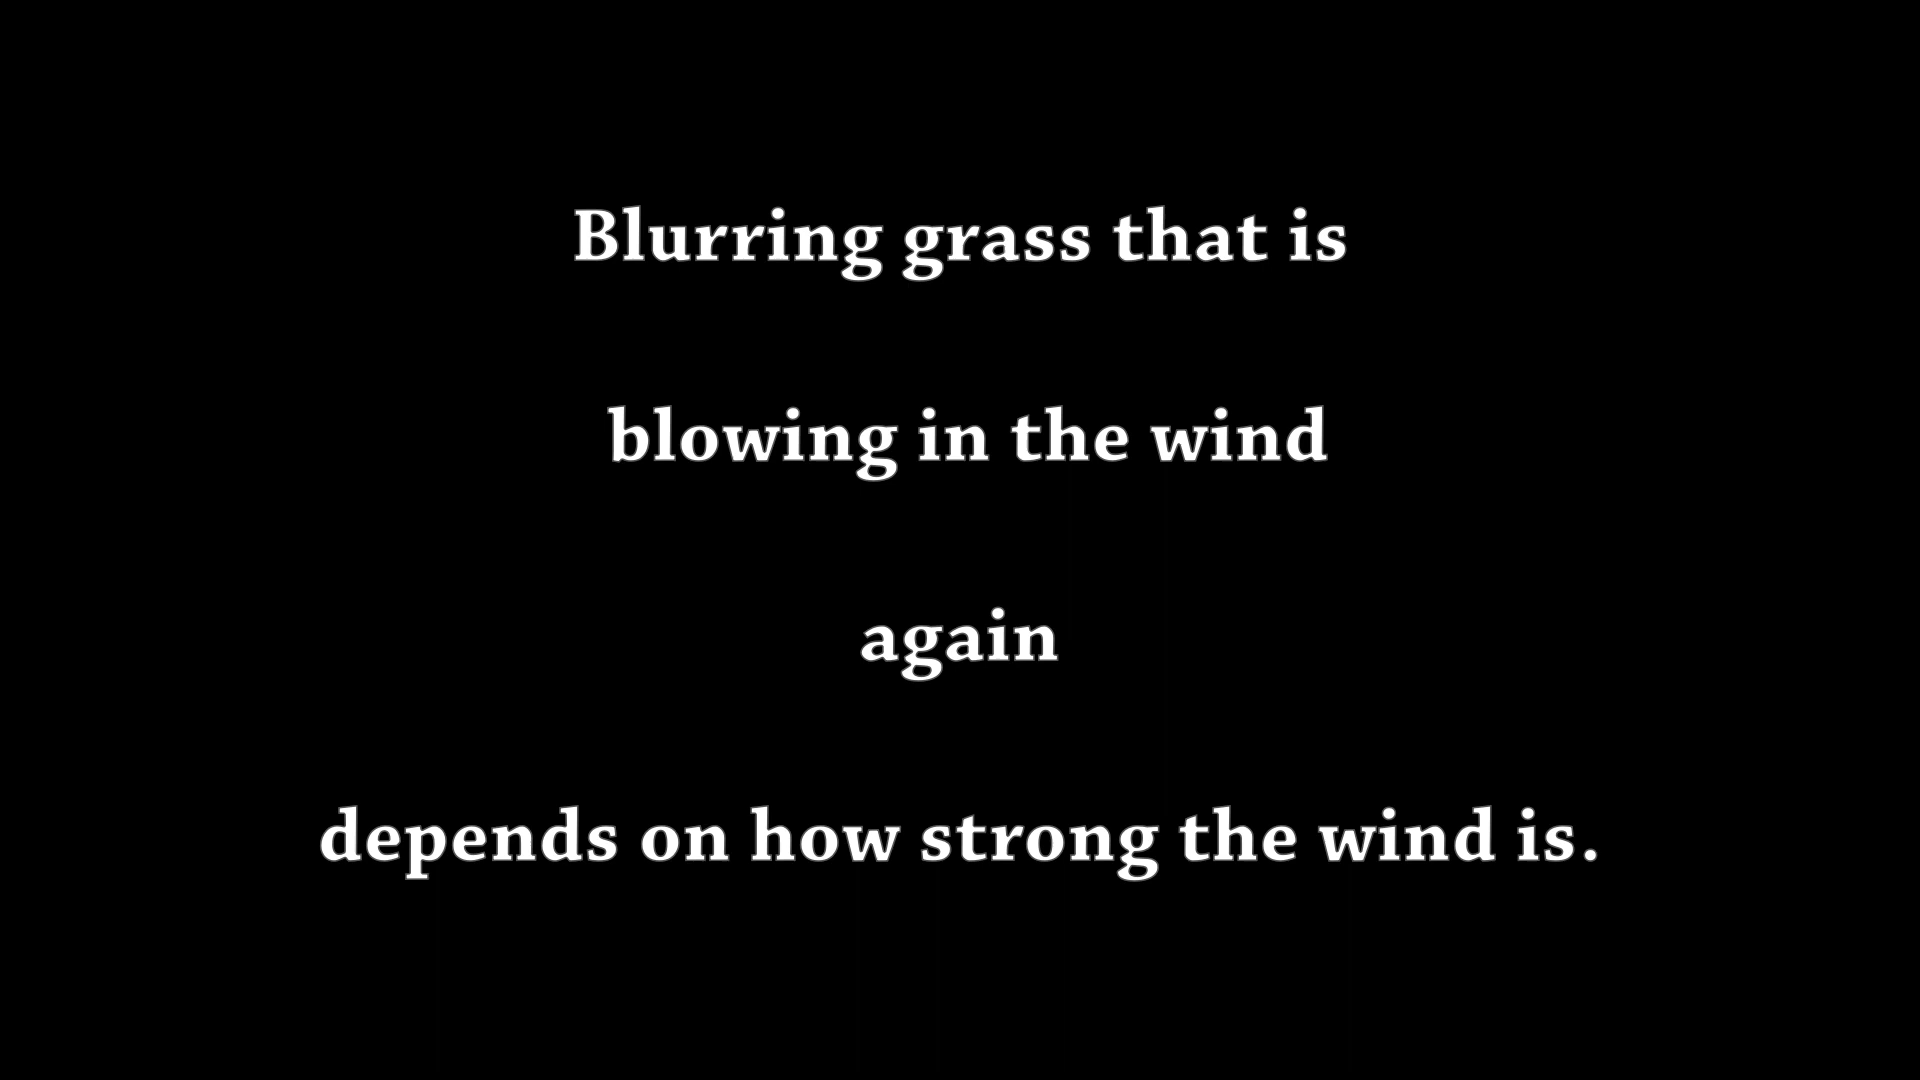 Blurring grass that is
blowing in the wind
again
depends on how strong the wind is.